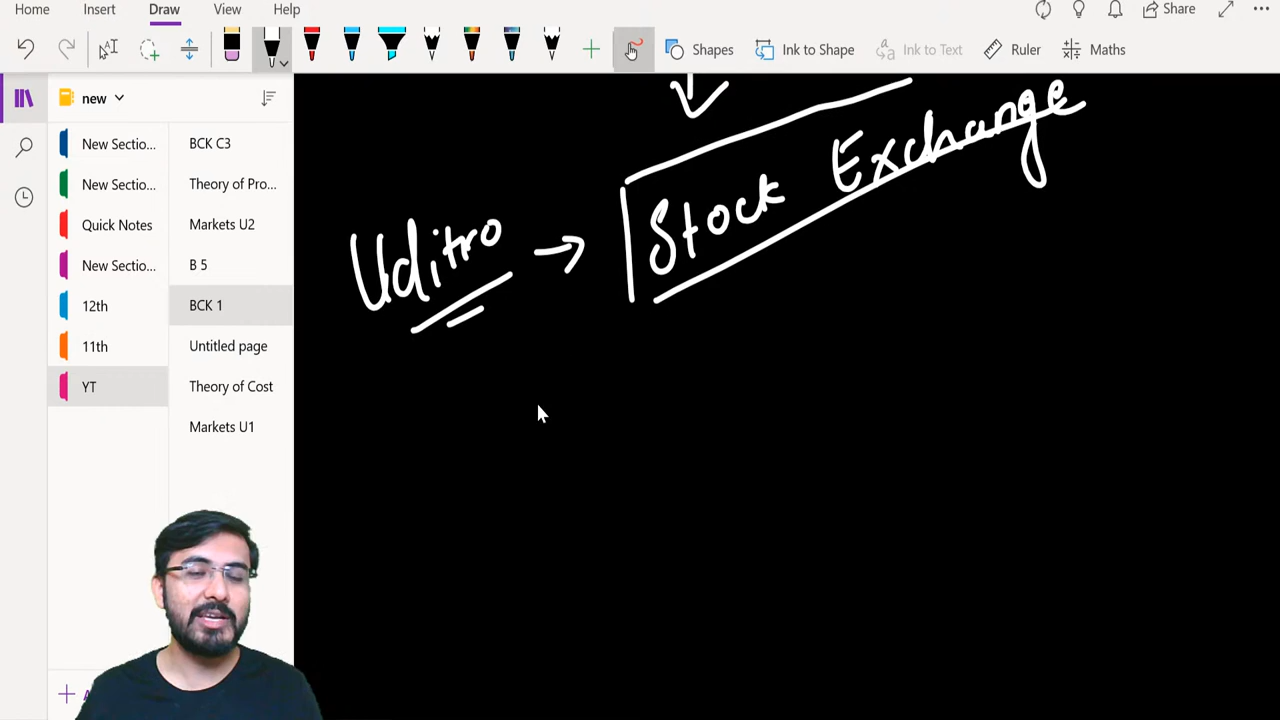 Home Insert Draw View Help Share
Shapes Ink to Shape Ink to Text Ruler Maths
new
New Sectio...
New Sectio...
Quick Notes
New Sectio...
12th
11th
YT
BCK C3
Theory of Pro...
Markets U2
B 5
BCK 1
Untitled page
Theory of Cost
Markets U1
Uditro → Stock Exchange